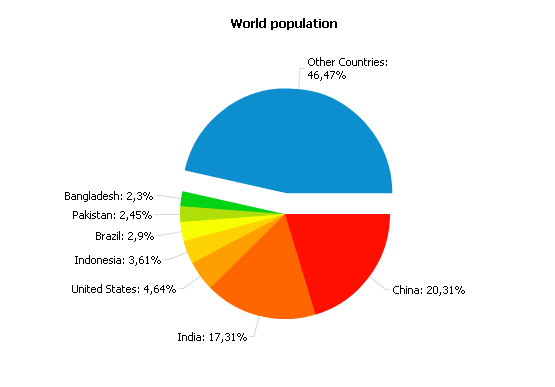 World population
Other Countries:
46,47%
Bangladesh: 2,3%
Pakistan: 2,45%
Brazil: 2,9%
Indonesia: 3,61%
United States: 4,64%
China: 20,31%
India: 17,31%